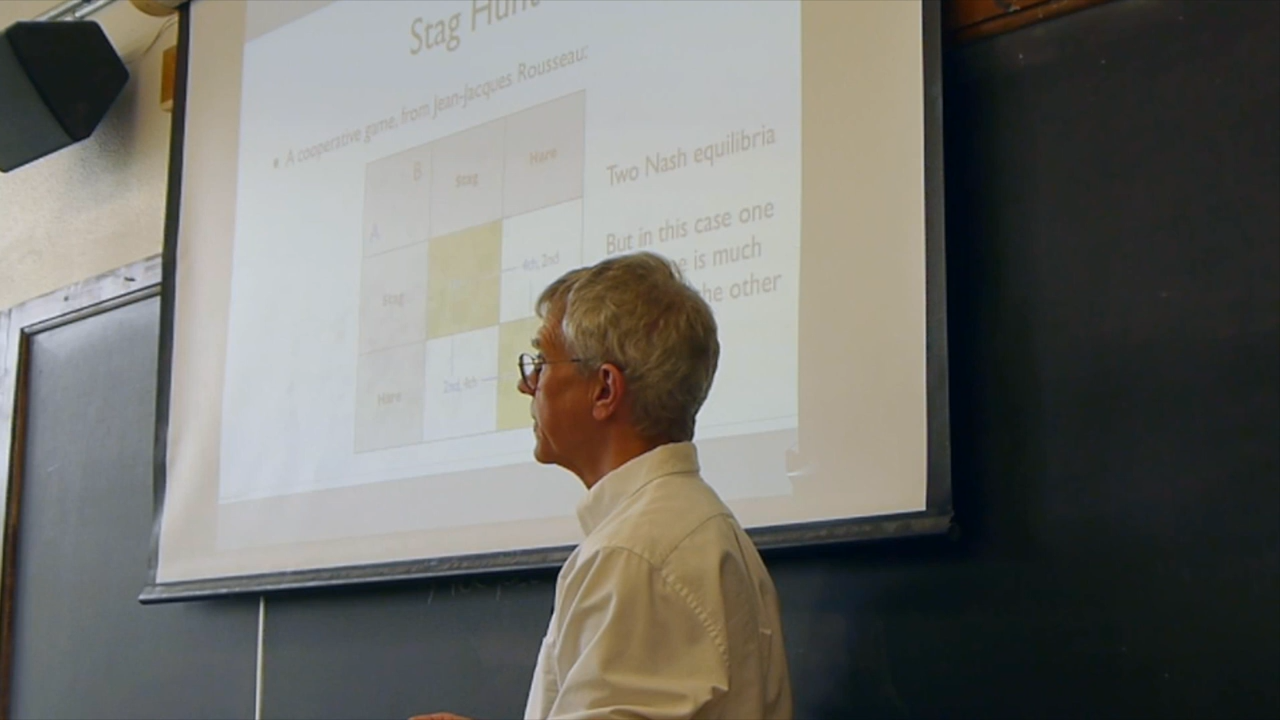 Stag Hunt
• A cooperative game, from Jean-Jacques Rousseau:
B
Stag
Hare
A
Stag
4th, 2nd
Hare
2nd, 4th
Two Nash equilibria
But in this case one
is much
the other